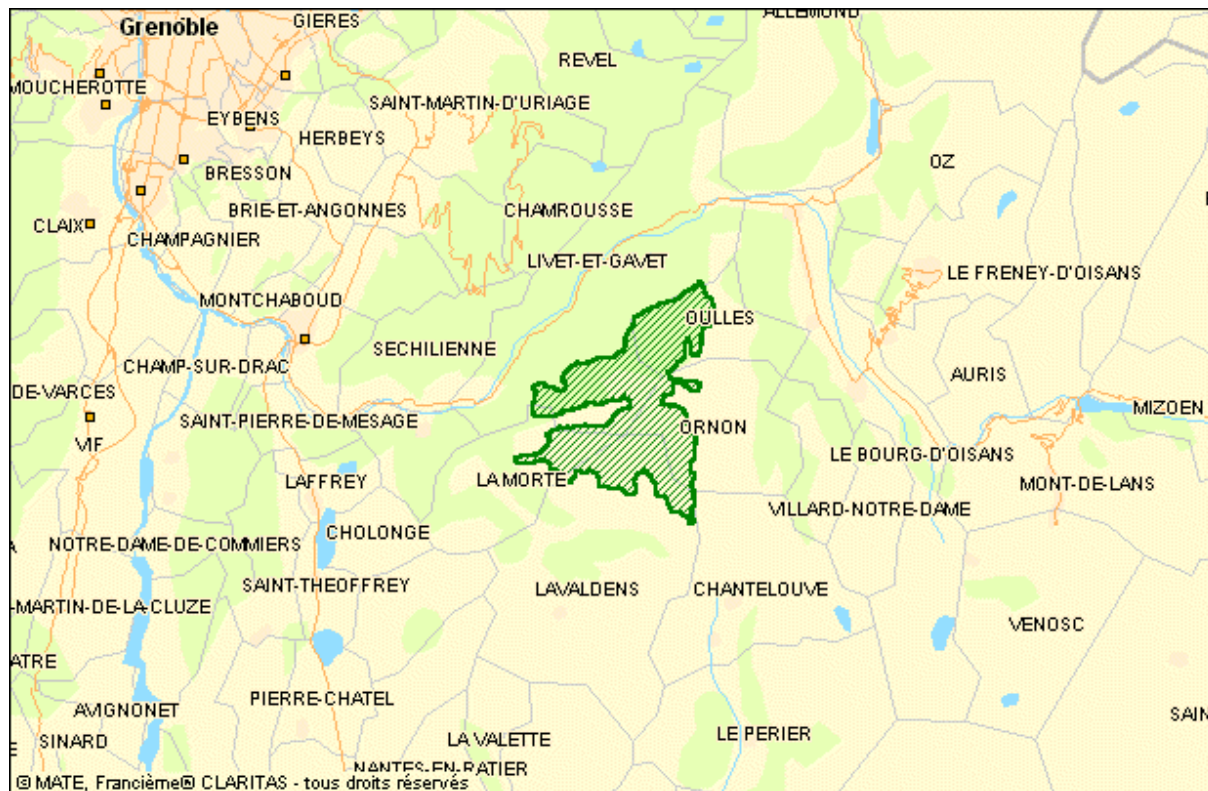 ALLEMOND
Grenoble
GIERES
REVEL
MOUCHEROTTE
SAINT-MARTIN-D'URIAGE
EYBENS
HERBEYS
OZ
BRESSON
BRIE-ET-ANGONNES
CHAMROUSSE
CLAIX
CHAMPAGNIER
LIVET-ET-GAVET
LE FRENEY-D'OISANS
MONTCHABOUD
OULLES
SECHILIENNE
CHAMP-SUR-DRAC
AURIS
DE-VARCES
MIZOEN
SAINT-PIERRE-DE-MESAGE
ORNON
VIF
LE BOURG-D'OISANS
LAFFREY
LA MORTE
MONT-DE-LANS
VILLARD-NOTRE-DAME
CHOLONGE
NOTRE-DAME-DE-COMMIERS
SAINT-THEOFFREY
LAVALDENS
CHANTELOUVE
-MARTIN-DE-LA-CLUZE
VENOSC
ATRE
PIERRE-CHATEL
AVIGNONET
SAIN
LE PERIER
SINARD
LA VALETTE
NANTES-EN-RATIER
© MATE, Francième® CLARITAS - tous droits réservés